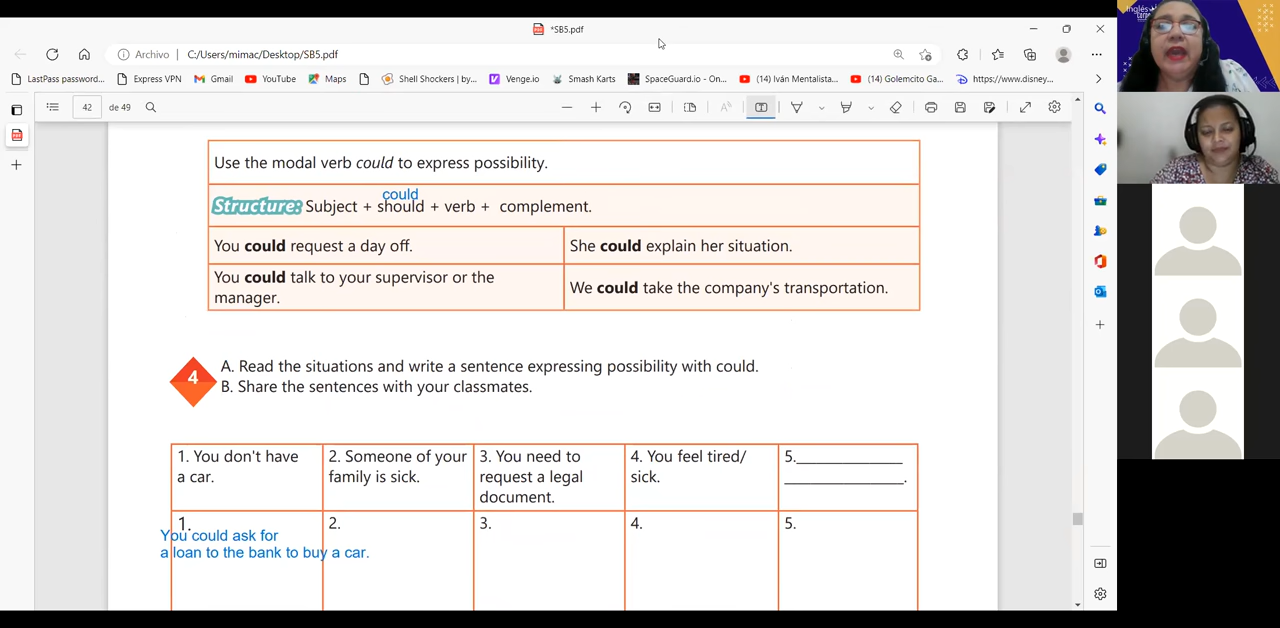 *SB5.pdf
Archivo C:/Users/mimac/Desktop/SB5.pdf
LastPass password... Express VPN Gmail YouTube Maps Shell Shockers | by... Venge.io Smash Karts SpaceGuard.io - On... (14) Iván Mentalista... (14) Golemcito Ga... https://www.disney...
42 de 49
Use the modal verb could to express possibility.
could
Structure: Subject + should + verb + complement.
You could request a day off. She could explain her situation.
You could talk to your supervisor or the
manager.
We could take the company's transportation.
4
A. Read the situations and write a sentence expressing possibility with could.
B. Share the sentences with your classmates.
1. You don't have
a car.
2. Someone of your
family is sick.
3. You need to
request a legal
document.
4. You feel tired/
sick.
5._______________
_________________.
1.
You could ask for
a loan to the bank to buy a car.
2.
3.
4.
5.
Inglés